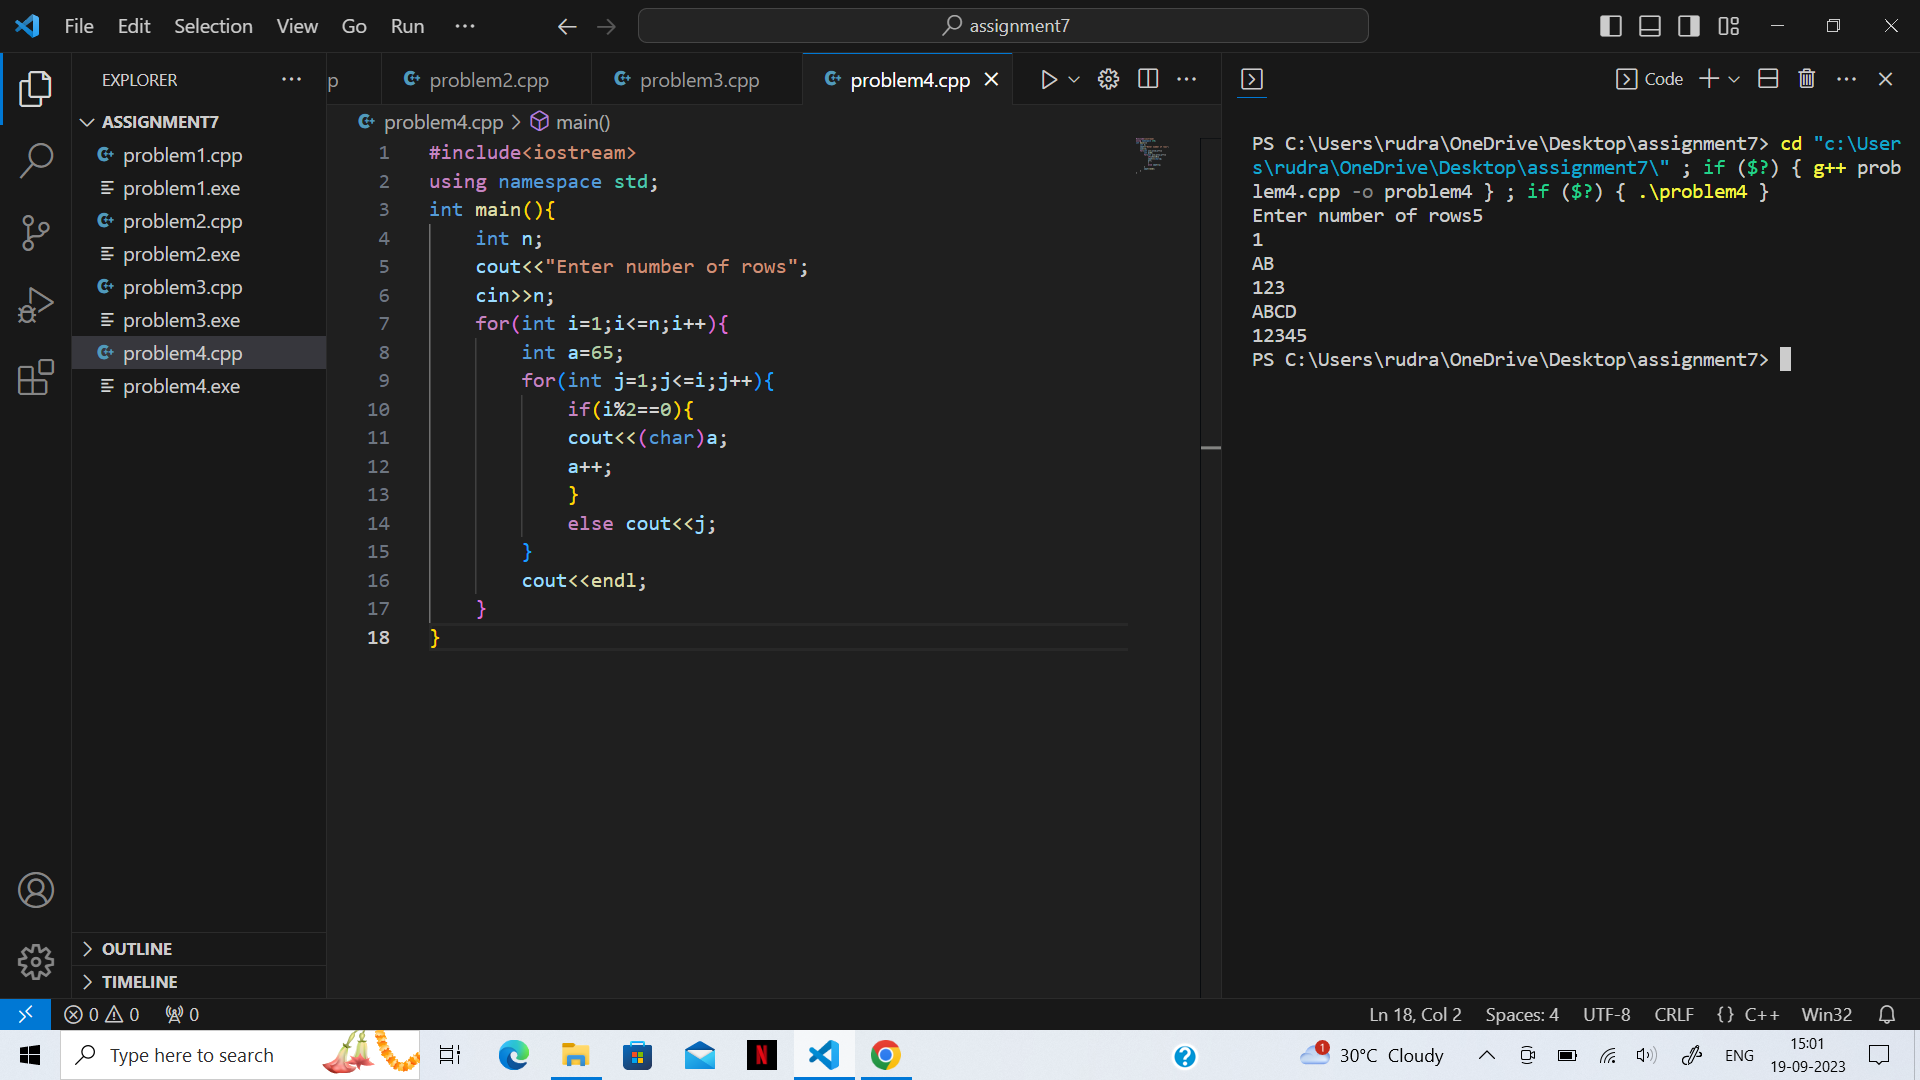 File Edit Selection View Go Run ...
assignment7
EXPLORER
ASSIGNMENT7
problem1.cpp
problem1.exe
problem2.cpp
problem2.exe
problem3.cpp
problem3.exe
problem4.cpp
problem4.exe
OUTLINE
TIMELINE
p problem2.cpp problem3.cpp problem4.cpp
problem4.cpp > main()
1 #include<iostream>
2 using namespace std;
3 int main(){
4 int n;
5 cout<<"Enter number of rows";
6 cin>>n;
7 for(int i=1;i<=n;i++){
8 int a=65;
9 for(int j=1;j<=i;j++){
10 if(i%2==0){
11 cout<<(char)a;
12 a++;
13 }
14 else cout<<j;
15 }
16 cout<<endl;
17 }
18 }
Code
PS C:\Users\rudra\OneDrive\Desktop\assignment7> cd "c:\User
s\rudra\OneDrive\Desktop\assignment7\" ; if ($?) { g++ prob
lem4.cpp -o problem4 } ; if ($?) { .\problem4 }
Enter number of rows5
1
AB
123
ABCD
12345
PS C:\Users\rudra\OneDrive\Desktop\assignment7>
0 0 0
Ln 18, Col 2 Spaces: 4 UTF-8 CRLF {} C++ Win32
Type here to search
N
1
30°C Cloudy
ENG
15:01
19-09-2023